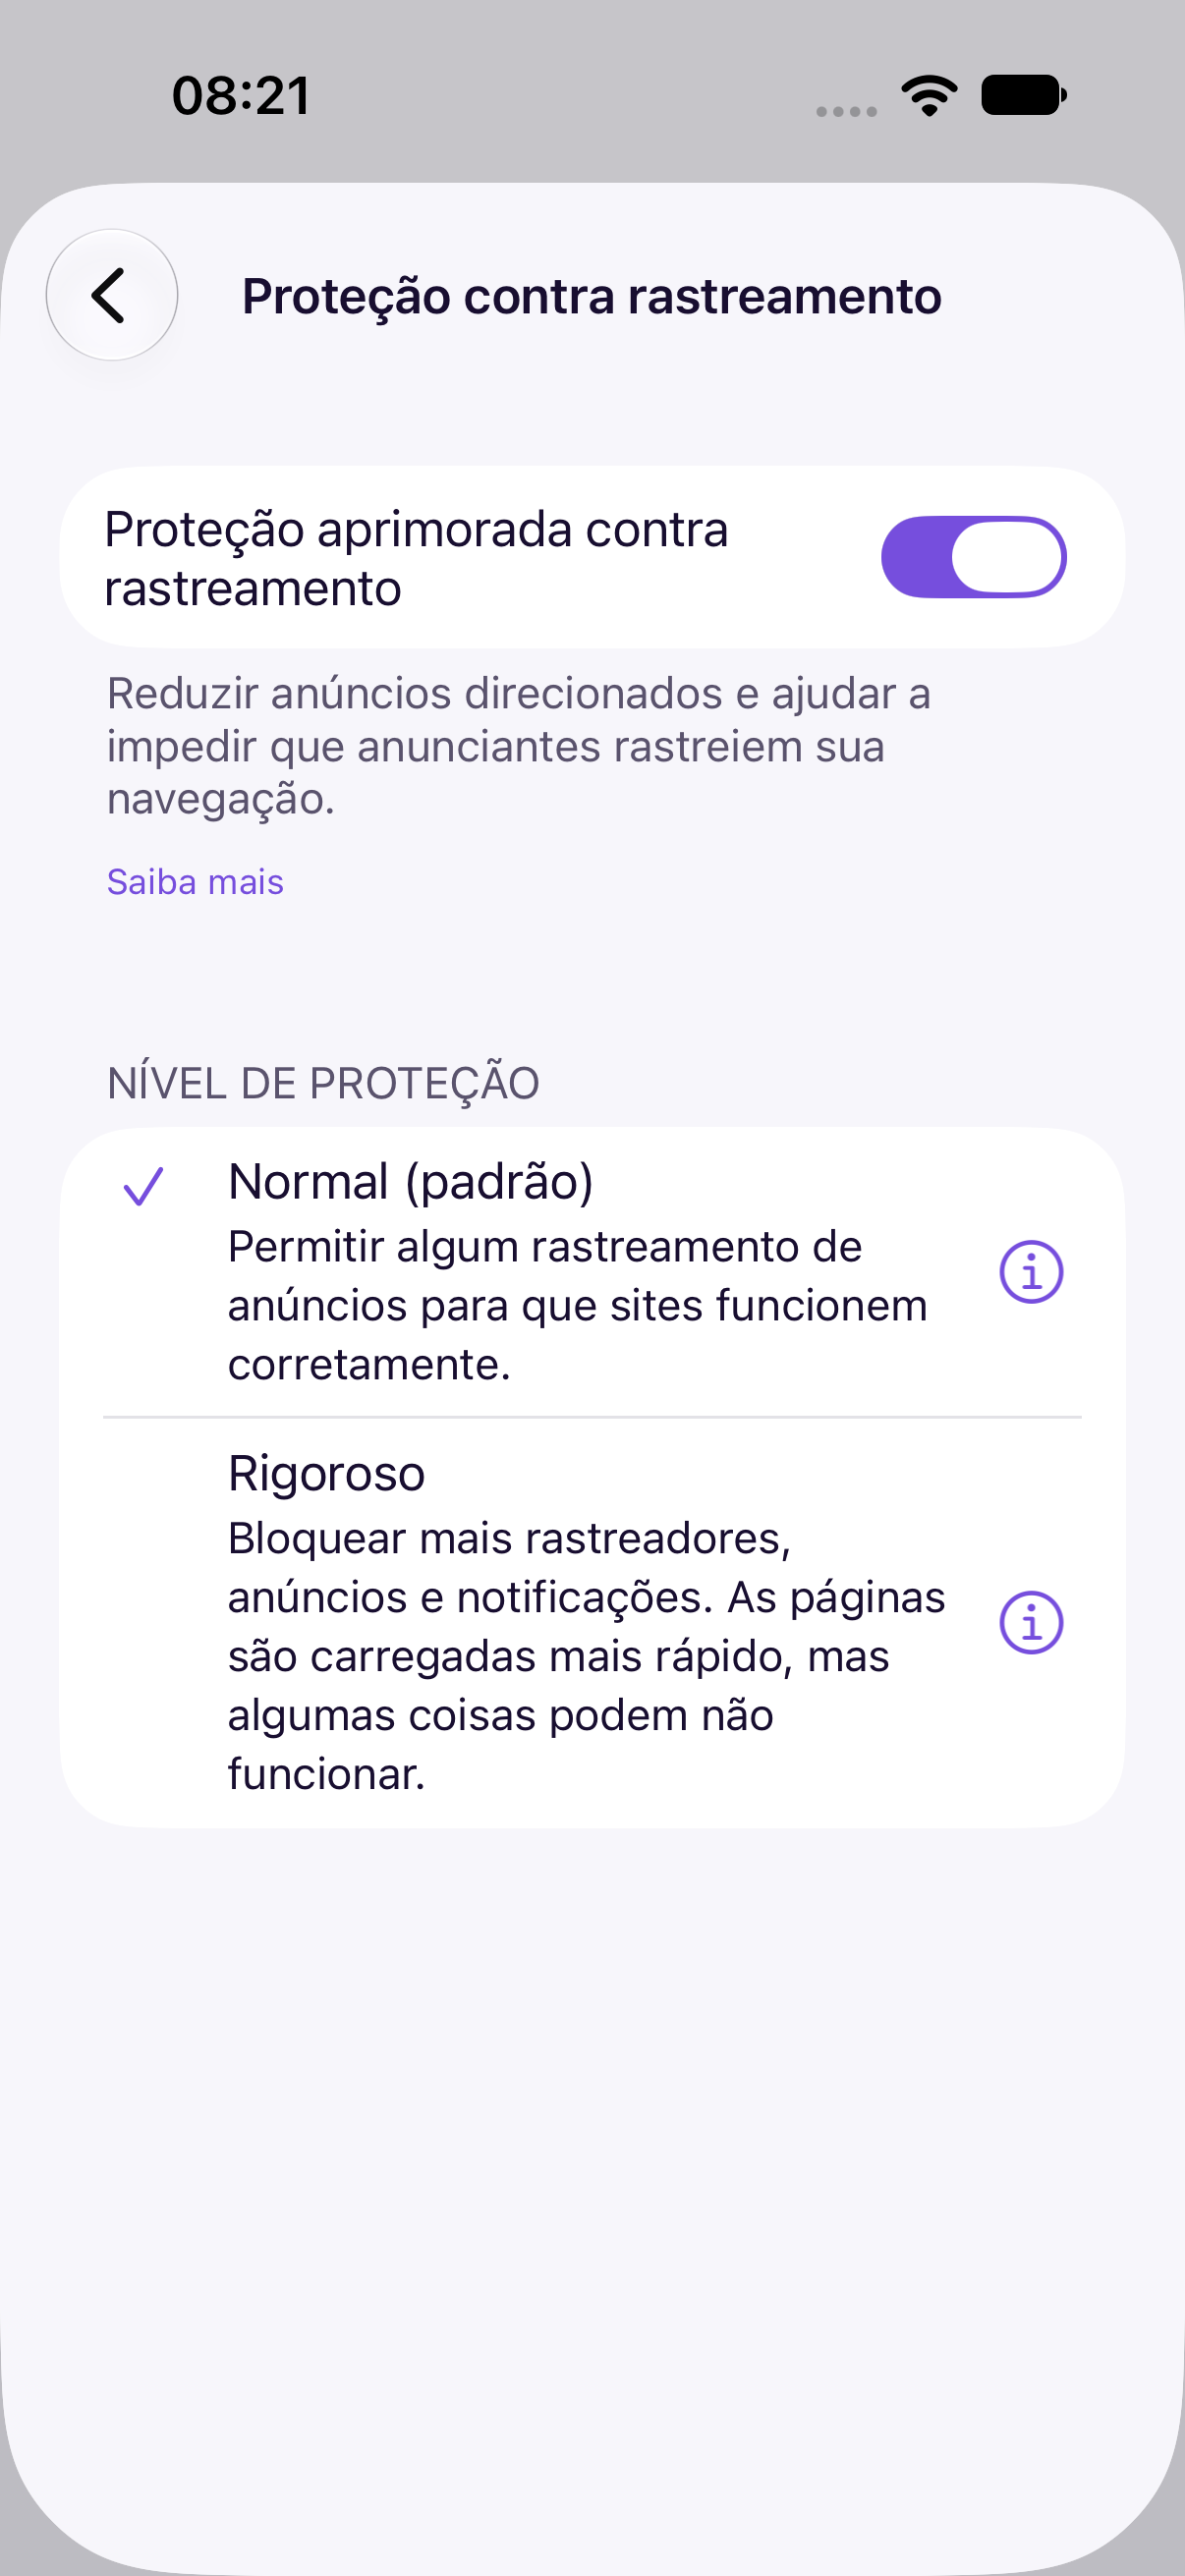 08:21
Proteção contra rastreamento
Proteção aprimorada contra
rastreamento
Reduzir anúncios direcionados e ajudar a
impedir que anunciantes rastreiem sua
navegação.
Saiba mais
NÍVEL DE PROTEÇÃO
Normal (padrão)
Permitir algum rastreamento de
anúncios para que sites funcionem
corretamente.
Rigoroso
Bloquear mais rastreadores,
anúncios e notificações. As páginas
são carregadas mais rápido, mas
algumas coisas podem não
funcionar.